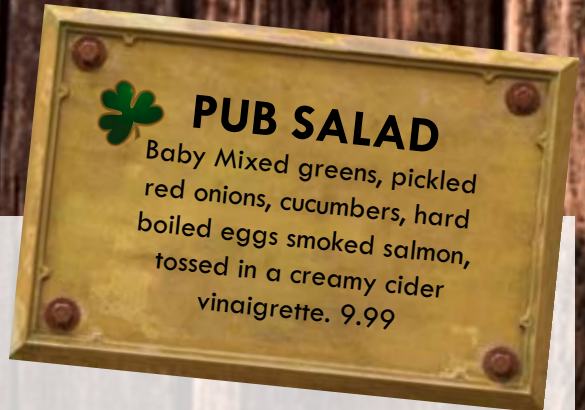 PUB SALAD
Baby Mixed greens, pickled
red onions, cucumbers, hard
boiled eggs smoked salmon,
tossed in a creamy cider
vinaigrette. 9.99